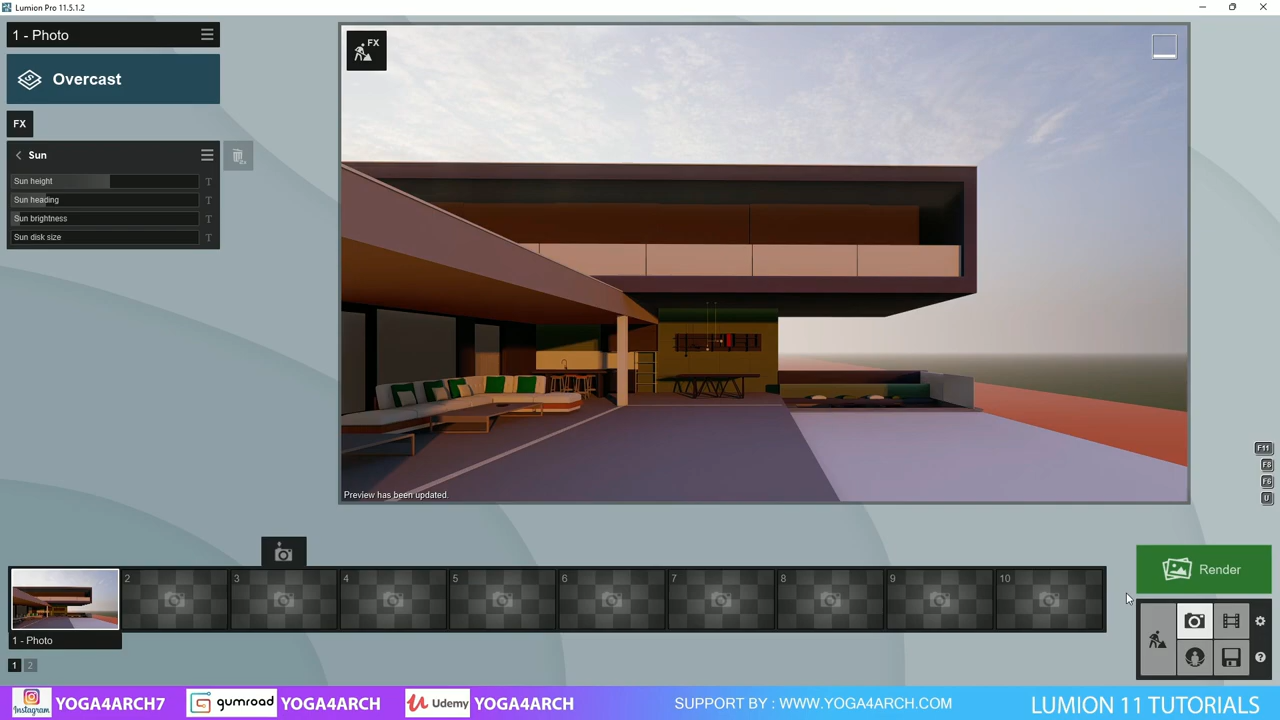 Lumion Pro 11.5.1.2
1 - Photo
Overcast
FX
Sun
Sun height
T
Sun heading
T
Sun brightness
T
Sun disk size
T
FX
Preview has been updated.
F11
F8
F6
U
Render
2
3
4
5
6
7
8
9
10
1 - Photo
1
2
?
Instagram
YOGA4ARCH7
gumroad
YOGA4ARCH
Udemy
YOGA4ARCH
SUPPORT BY : WWW.YOGA4ARCH.COM
LUMION 11 TUTORIALS